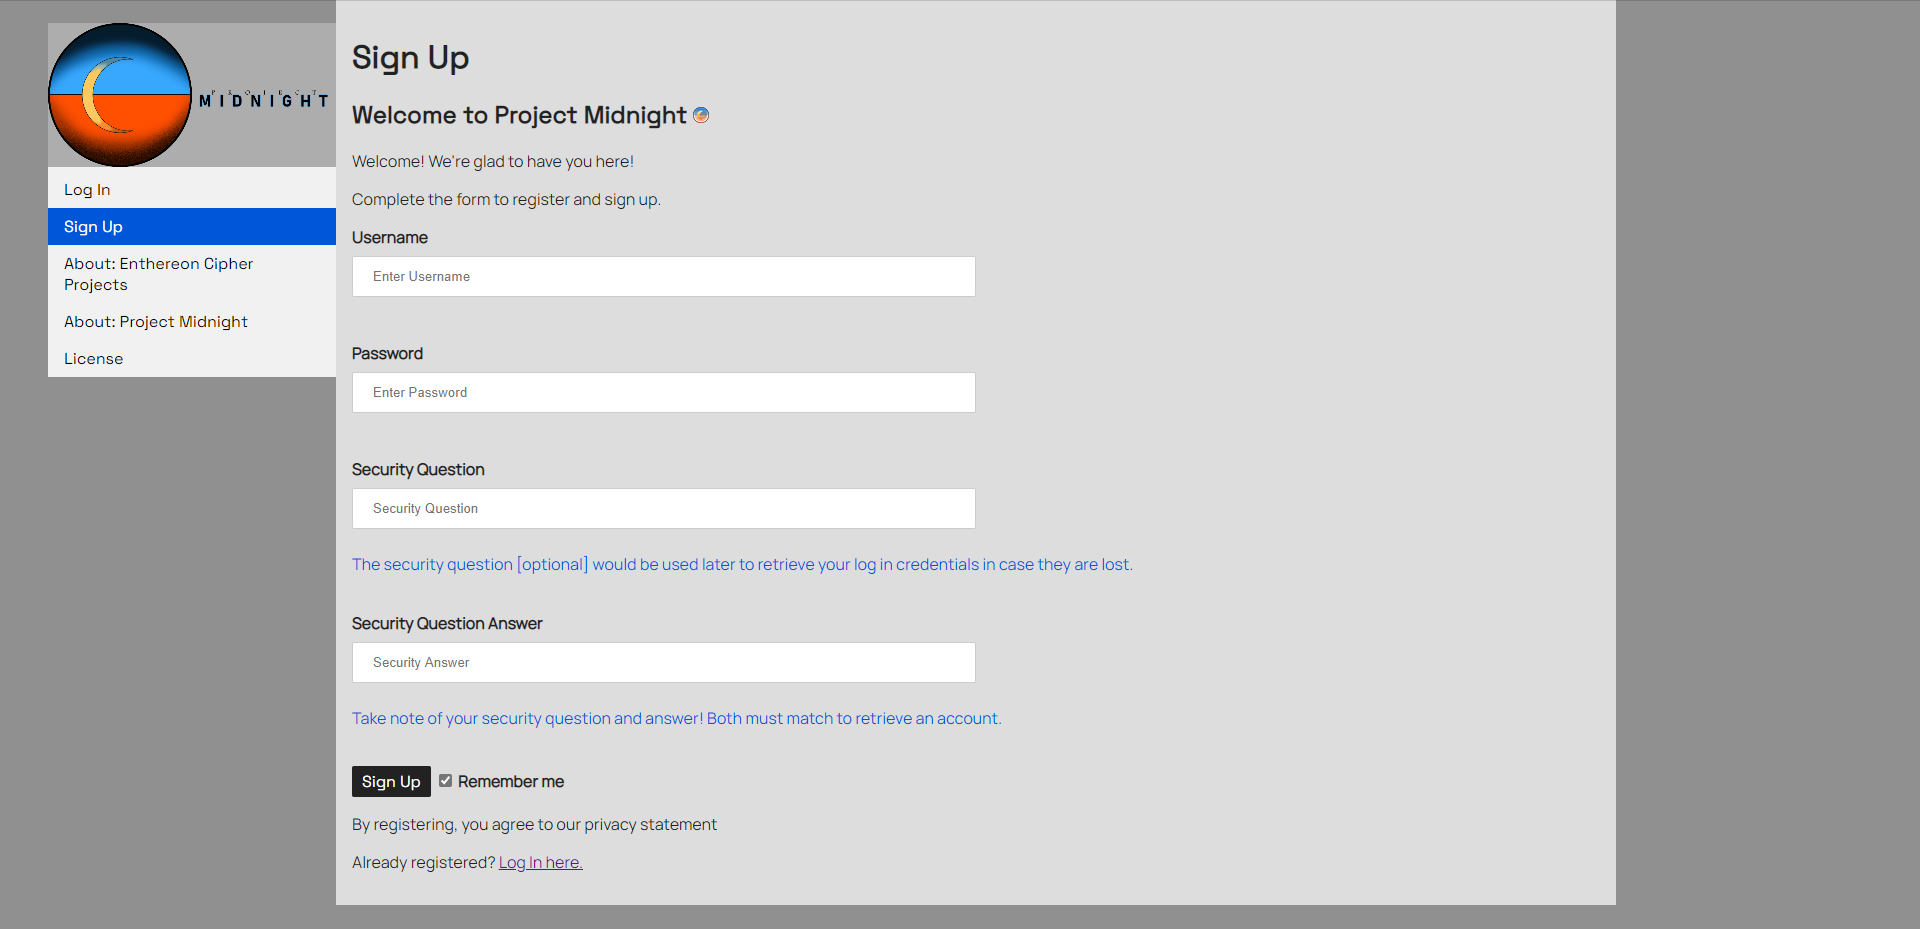 PROJECT
MIDNIGHT
Log In
Sign Up
About: Enthereon Cipher
Projects
About: Project Midnight
License
Sign Up
Welcome to Project Midnight
Welcome! We're glad to have you here!
Complete the form to register and sign up.
Username
Enter Username
Password
Enter Password
Security Question
Security Question
The security question [optional] would be used later to retrieve your log in credentials in case they are lost.
Security Question Answer
Security Answer
Take note of your security question and answer! Both must match to retrieve an account.
Sign Up Remember me
By registering, you agree to our privacy statement
Already registered? Log In here.